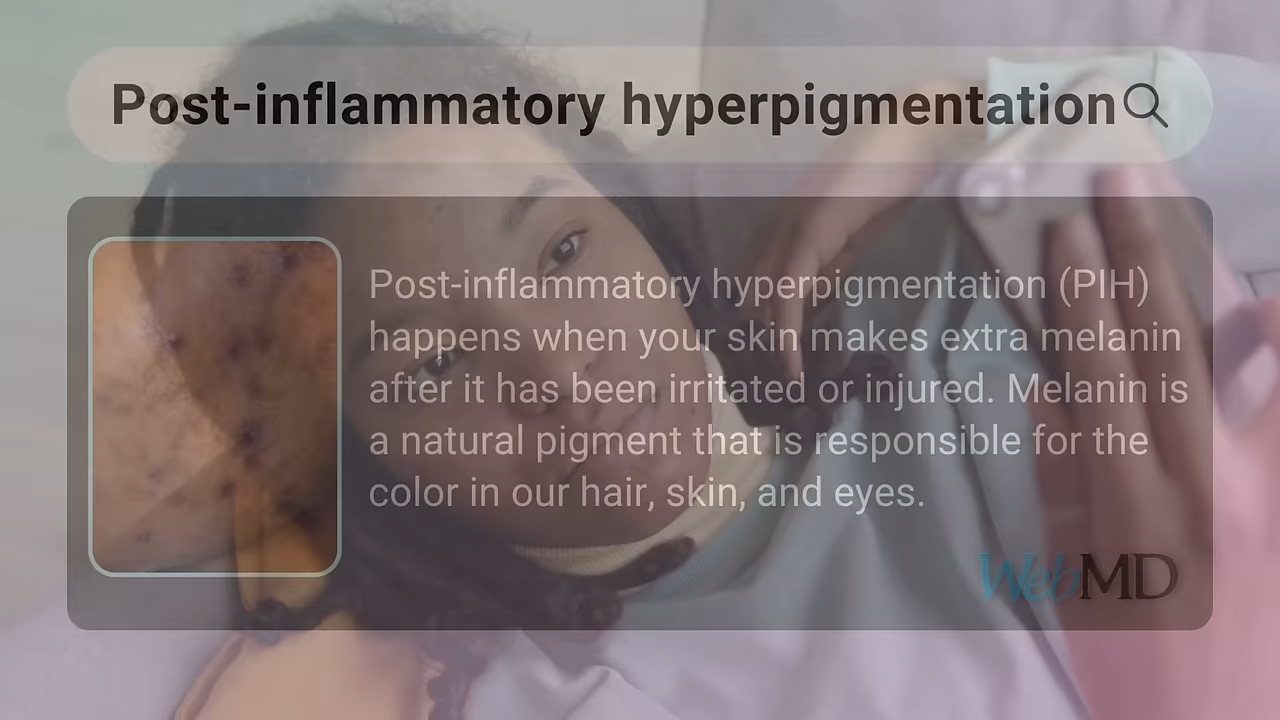 Post-inflammatory hyperpigmentation
Post-inflammatory hyperpigmentation (PIH)
happens when your skin makes extra melanin
after it has been irritated or injured. Melanin is
a natural pigment that is responsible for the
color in our hair, skin, and eyes.
WebMD